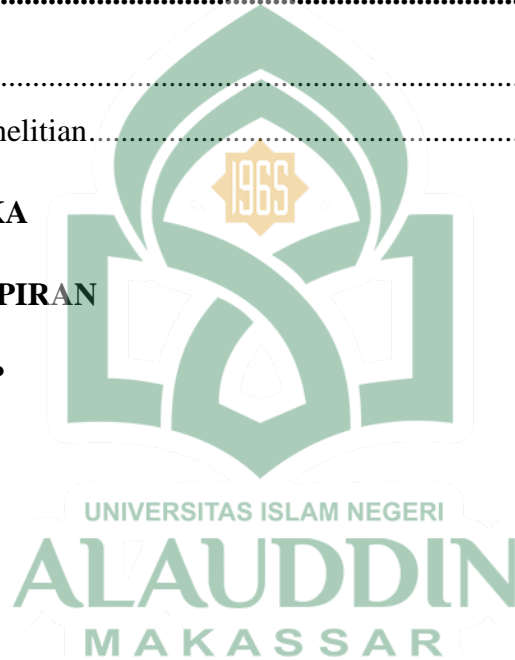 ................................................................
................................................................
nelitian................................................
1965
KA
PIRAN
UNIVERSITAS ISLAM NEGERI
ALAUDDIN
MAKASSAR